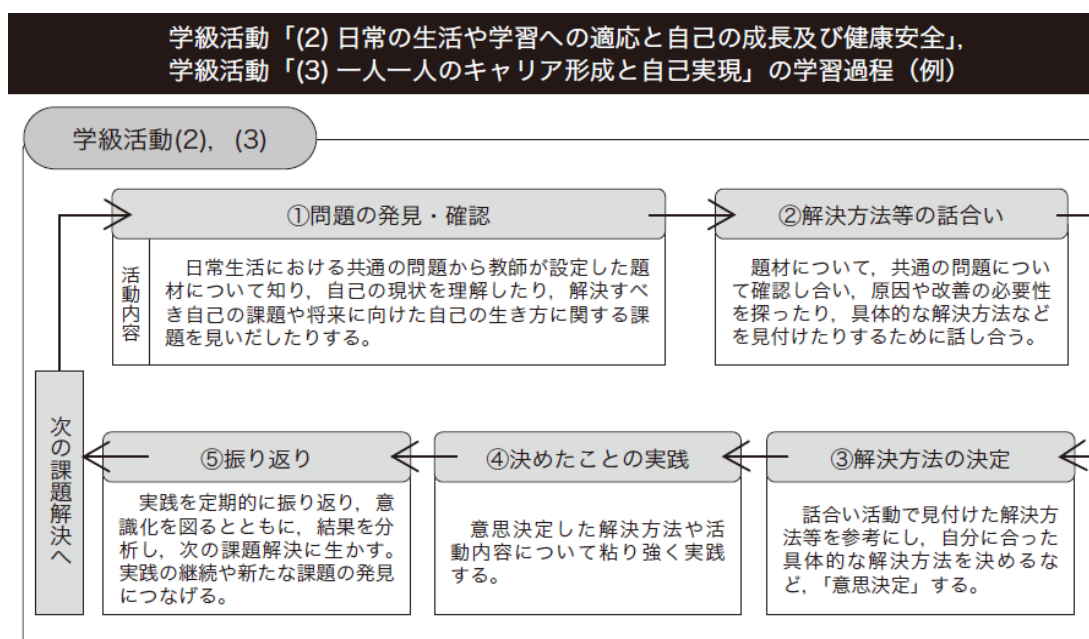 学級活動「(2) 日常の生活や学習への適応と自己の成長及び健康安全」,
学級活動「(3) 一人一人のキャリア形成と自己実現」の学習過程（例）
学級活動(2)，(3)
①問題の発見・確認
活動内容
日常生活における共通の問題から教師が設定した題
材について知り，自己の現状を理解したり，解決すべ
き自己の課題や将来に向けた自己の生き方に関する課
題を見いだしたりする。
②解決方法等の話合い
題材について，共通の問題につい
て確認し合い，原因や改善の必要性
を探ったり，具体的な解決方法など
を見付けたりするために話し合う。
③解決方法の決定
話合い活動で見付けた解決方
法等を参考にし，自分に合った
具体的な解決方法を決めるな
ど，「意思決定」する。
④決めたことの実践
意思決定した解決方法や活
動内容について粘り強く実践
する。
⑤振り返り
実践を定期的に振り返り，意
識化を図るとともに，結果を分
析し，次の課題解決に生かす。
実践の継続や新たな課題の発見
につなげる。
次の課題解決へ